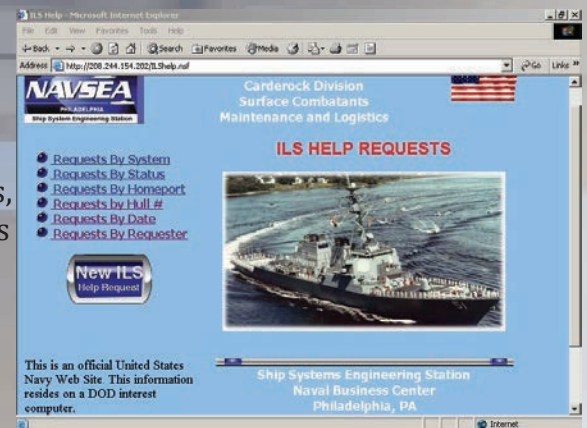 ILS Help - Microsoft Internet Explorer
File Edit View Favorites Tools Help
Back Search Favorites Media
Address http://208.244.154.202/ILShelp.nsf Go Links »
NAVSEA
PHILADELPHIA
Ship System Engineering Station
Carderock Division
Surface Combatants
Maintenance and Logistics
ILS HELP REQUESTS
Requests By System
Requests By Status
Requests By Homeport
Requests by Hull #
Requests By Date
Requests By Requester
New ILS
Help Request
51
This is an official United States
Navy Web Site. This information
resides on a DOD interest
computer.
Ship Systems Engineering Station
Naval Business Center
Philadelphia, PA
Internet
s,
s